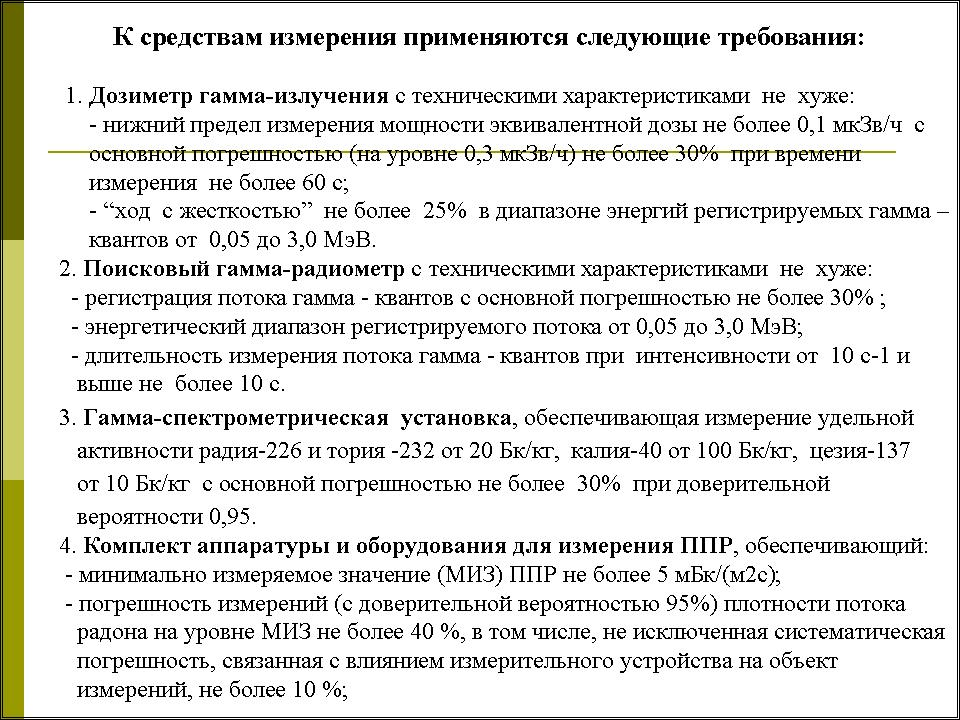 К средствам измерения применяются следующие требования:
1. Дозиметр гамма-излучения с техническими характеристиками не хуже:
- нижний предел измерения мощности эквивалентной дозы не более 0,1 мкЗв/ч с
основной погрешностью (на уровне 0,3 мкЗв/ч) не более 30% при времени
измерения не более 60 с;
- “ход с жесткостью” не более 25% в диапазоне энергий регистрируемых гамма –
квантов от 0,05 до 3,0 МэВ.
2. Поисковый гамма-радиометр с техническими характеристиками не хуже:
- регистрация потока гамма - квантов с основной погрешностью не более 30% ;
- энергетический диапазон регистрируемого потока от 0,05 до 3,0 МэВ;
- длительность измерения потока гамма - квантов при интенсивности от 10 с-1 и
выше не более 10 с.
3. Гамма-спектрометрическая установка, обеспечивающая измерение удельной
активности радия-226 и тория -232 от 20 Бк/кг, калия-40 от 100 Бк/кг, цезия-137
от 10 Бк/кг с основной погрешностью не более 30% при доверительной
вероятности 0,95.
4. Комплект аппаратуры и оборудования для измерения ППР, обеспечивающий:
- минимально измеряемое значение (МИЗ) ППР не более 5 мБк/(м2с);
- погрешность измерений (с доверительной вероятностью 95%) плотности потока
радона на уровне МИЗ не более 40 %, в том числе, не исключенная систематическая
погрешность, связанная с влиянием измерительного устройства на объект
измерений, не более 10 %;